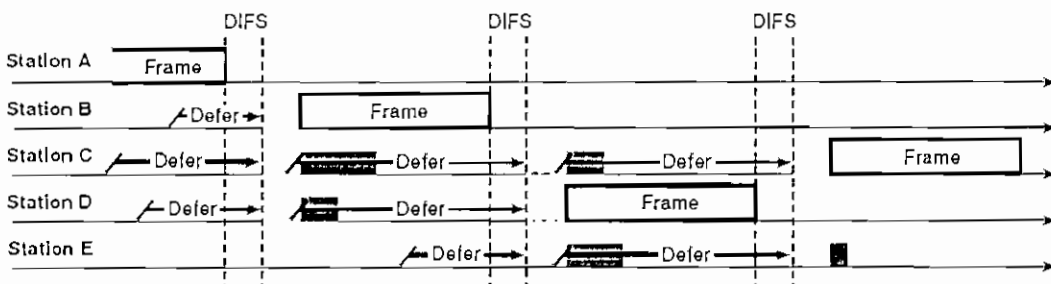 DIFS DIFS DIFS
Station A Frame
Station B Defer Frame
Station C Defer Defer Defer Frame
Station D Defer Defer Frame
Station E Defer Defer